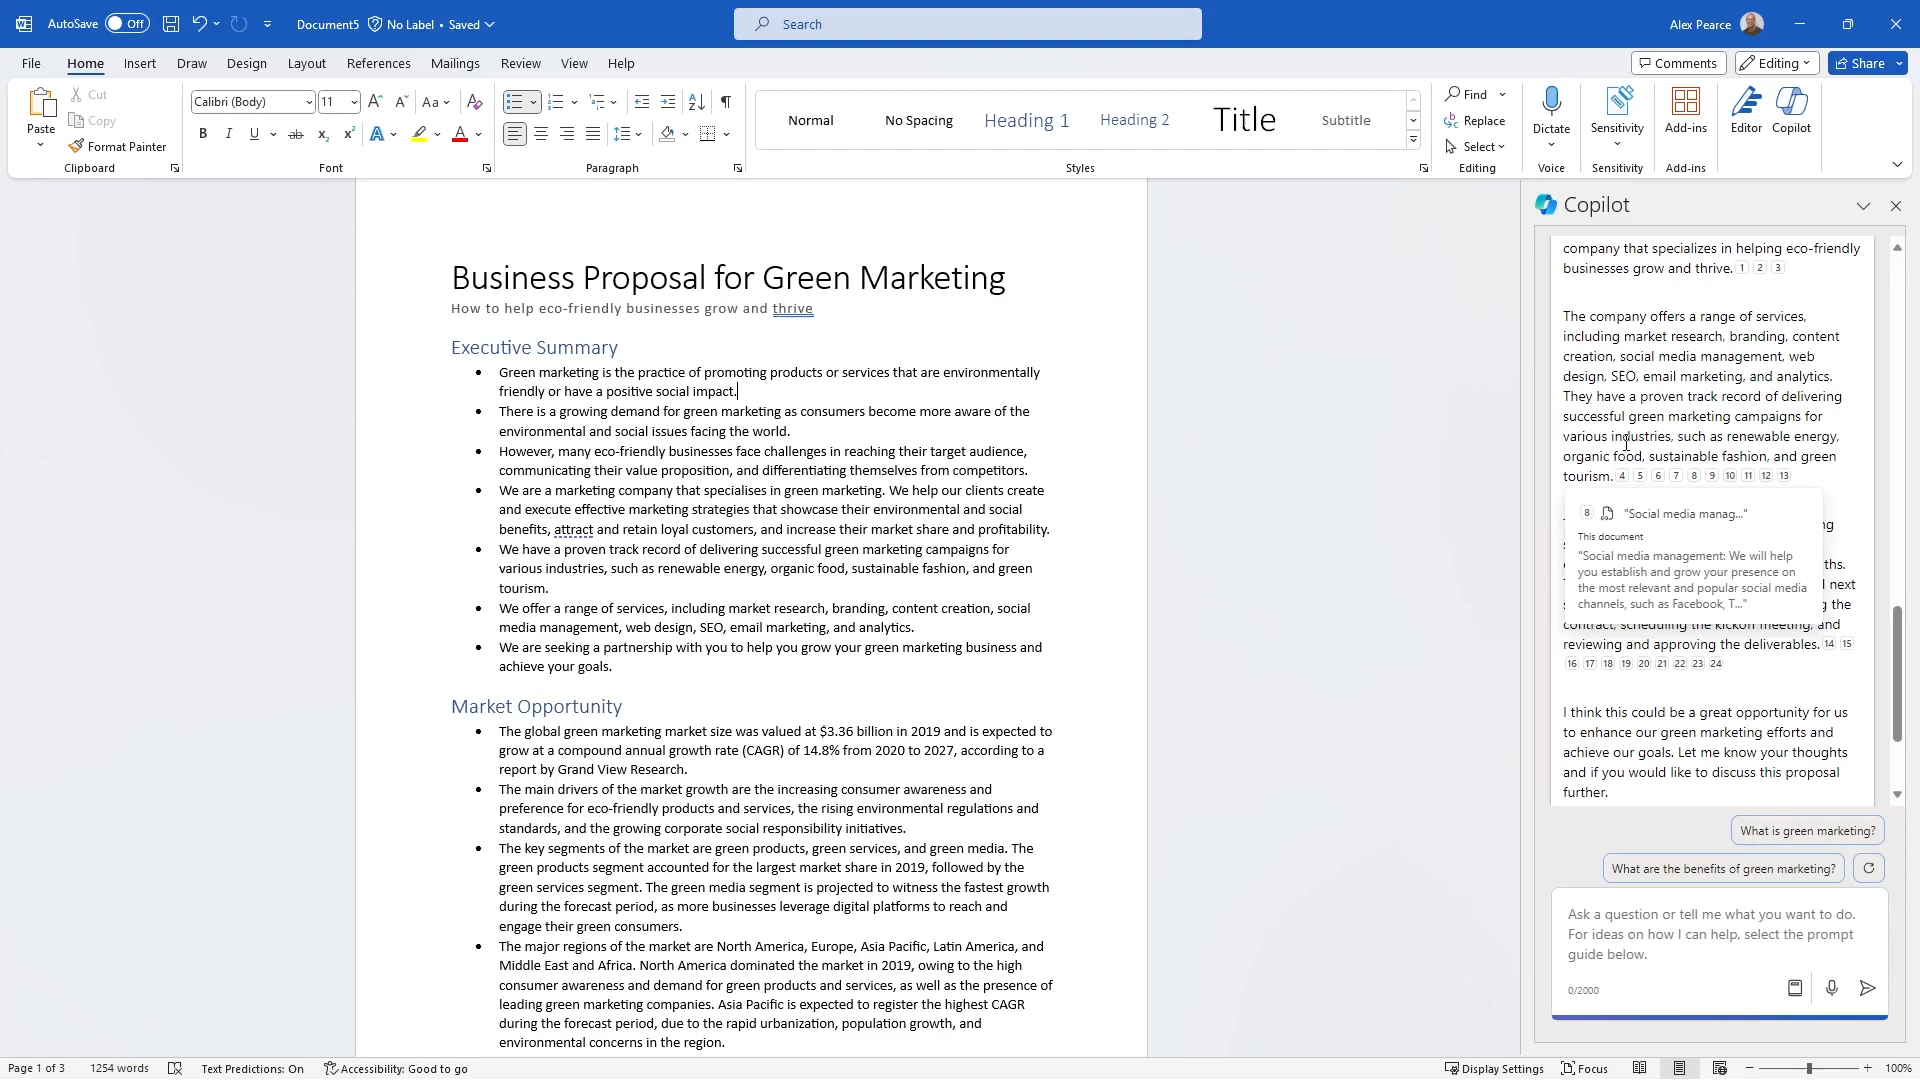 AutoSave Off Document5 No Label • Saved Search Alex Pearce
File Home Insert Draw Design Layout References Mailings Review View Help Comments Editing Share
Paste Cut Copy Format Painter Clipboard
Calibri (Body) 11 Aa Font
B I U ab x₂ x² A A
Paragraph
Normal No Spacing Heading 1 Heading 2 Title Subtitle Styles
Find Replace Select Editing
Dictate Voice
Sensitivity Sensitivity
Add-ins Add-ins
Editor Copilot
Business Proposal for Green Marketing
How to help eco-friendly businesses grow and thrive
Executive Summary
• Green marketing is the practice of promoting products or services that are environmentally
friendly or have a positive social impact.
• There is a growing demand for green marketing as consumers become more aware of the
environmental and social issues facing the world.
• However, many eco-friendly businesses face challenges in reaching their target audience,
communicating their value proposition, and differentiating themselves from competitors.
• We are a marketing company that specialises in green marketing. We help our clients create
and execute effective marketing strategies that showcase their environmental and social
benefits, attract and retain loyal customers, and increase their market share and profitability.
• We have a proven track record of delivering successful green marketing campaigns for
various industries, such as renewable energy, organic food, sustainable fashion, and green
tourism.
• We offer a range of services, including market research, branding, content creation, social
media management, web design, SEO, email marketing, and analytics.
• We are seeking a partnership with you to help you grow your green marketing business and
achieve your goals.
Market Opportunity
• The global green marketing market size was valued at $3.36 billion in 2019 and is expected to
grow at a compound annual growth rate (CAGR) of 14.8% from 2020 to 2027, according to a
report by Grand View Research.
• The main drivers of the market growth are the increasing consumer awareness and
preference for eco-friendly products and services, the rising environmental regulations and
standards, and the growing corporate social responsibility initiatives.
• The key segments of the market are green products, green services, and green media. The
green products segment accounted for the largest market share in 2019, followed by the
green services segment. The green media segment is projected to witness the fastest growth
during the forecast period, as more businesses leverage digital platforms to reach and
engage their green consumers.
• The major regions of the market are North America, Europe, Asia Pacific, Latin America, and
Middle East and Africa. North America dominated the market in 2019, owing to the high
consumer awareness and demand for green products and services, as well as the presence of
leading green marketing companies. Asia Pacific is expected to register the highest CAGR
during the forecast period, due to the rapid urbanization, population growth, and
environmental concerns in the region.
Copilot
company that specializes in helping eco-friendly
businesses grow and thrive. 1 2 3
The company offers a range of services,
including market research, branding, content
creation, social media management, web
design, SEO, email marketing, and analytics.
They have a proven track record of delivering
successful green marketing campaigns for
various industries, such as renewable energy,
organic food, sustainable fashion, and green
tourism. 4 5 6 7 8 9 10 11 12 13
8 "Social media manag..."
This document
"Social media management: We will help
you establish and grow your presence on
the most relevant and popular social media
channels, such as Facebook, T..."
next
the
contract, scheduling the kickoff meeting, and
reviewing and approving the deliverables. 14 15
16 17 18 19 20 21 22 23 24
I think this could be a great opportunity for us
to enhance our green marketing efforts and
achieve our goals. Let me know your thoughts
and if you would like to discuss this proposal
further.
What is green marketing?
What are the benefits of green marketing?
Ask a question or tell me what you want to do.
For ideas on how I can help, select the prompt
guide below.
0/2000
Page 1 of 3 1254 words Text Predictions: On Accessibility: Good to go Display Settings Focus 100%